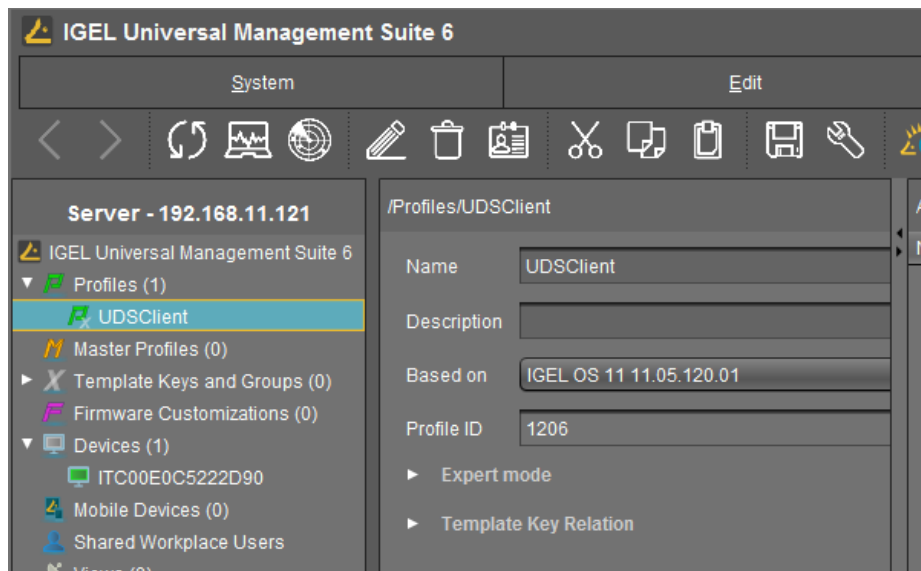 IGEL Universal Management Suite 6
System
Edit
Server - 192.168.11.121
IGEL Universal Management Suite 6
Profiles (1)
UDSClient
Master Profiles (0)
Template Keys and Groups (0)
Firmware Customizations (0)
Devices (1)
ITC00E0C5222D90
Mobile Devices (0)
Shared Workplace Users
/Profiles/UDSClient
Name UDSClient
Description
Based on IGEL OS 11 11.05.120.01
Profile ID 1206
Expert mode
Template Key Relation